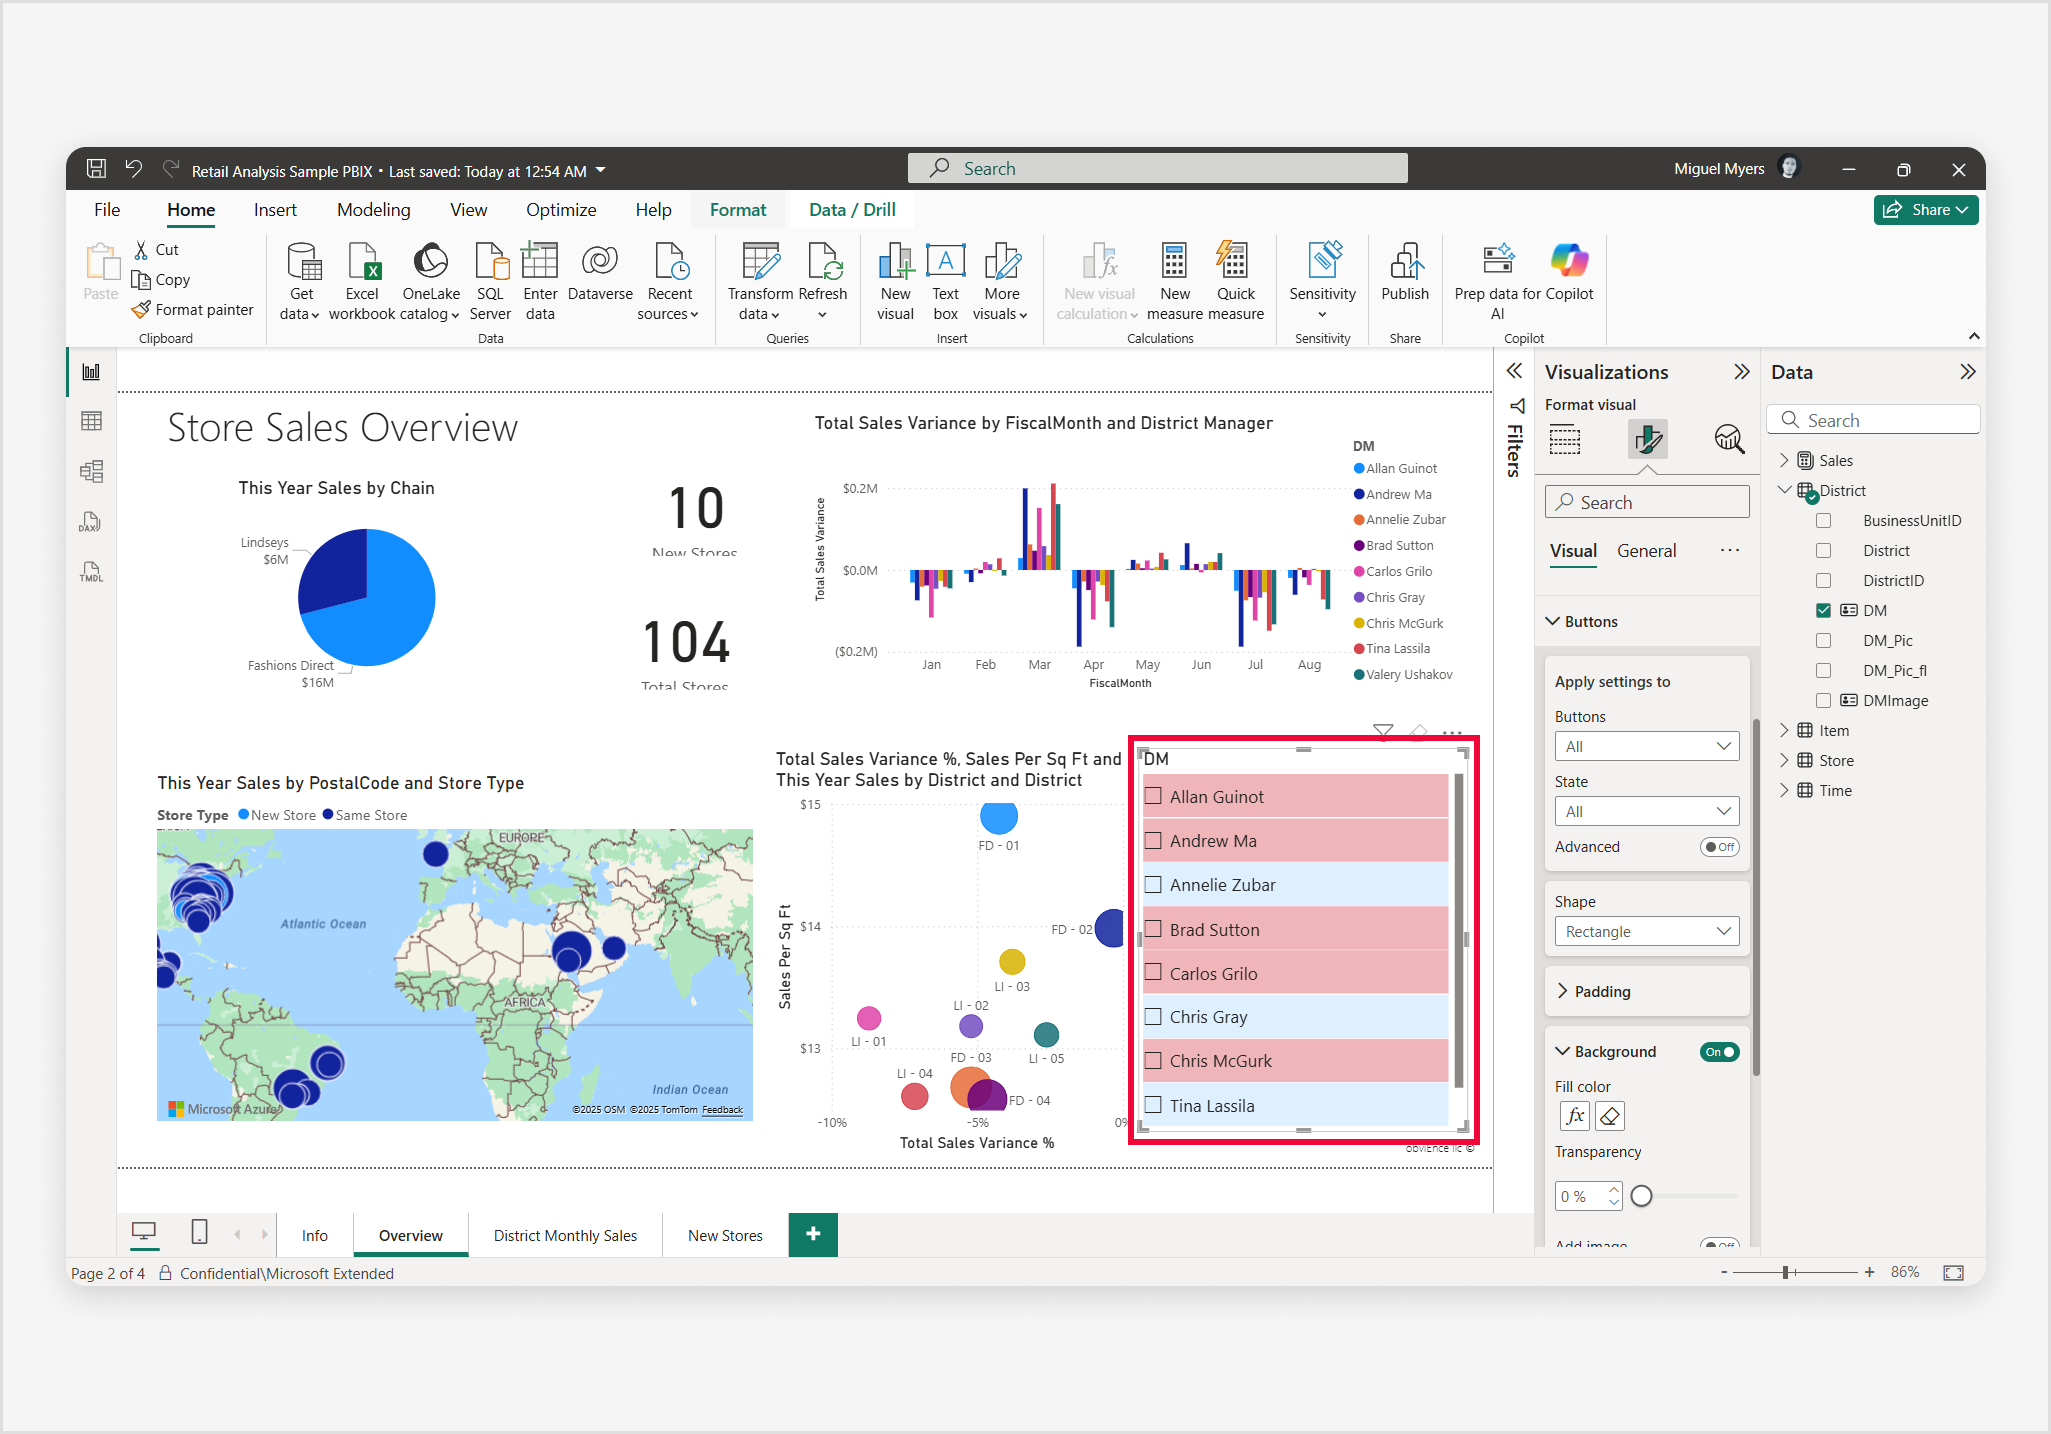 Retail Analysis Sample PBIX • Last saved: Today at 12:54 AM
Search
Miguel Myers
File
Home
Insert
Modeling
View
Optimize
Help
Format
Data / Drill
Share
Paste
Cut
Copy
Format painter
Clipboard
Get data
Excel workbook
OneLake catalog
SQL Server
Enter data
Dataverse
Recent sources
Data
Transform data
Refresh
Queries
New visual
Text box
More visuals
Insert
New visual calculation
New measure
Quick measure
Calculations
Sensitivity
Sensitivity
Publish
Share
Prep data for AI
Copilot
Copilot
DAX
TMDL
Store Sales Overview
This Year Sales by Chain
Lindseys
$6M
Fashions Direct
$16M
10
New Stores
104
Total Stores
Total Sales Variance by FiscalMonth and District Manager
Total Sales Variance
$0.2M
$0.0M
($0.2M)
Jan
Feb
Mar
Apr
May
Jun
Jul
Aug
FiscalMonth
DM
Allan Guinot
Andrew Ma
Annelie Zubar
Brad Sutton
Carlos Grilo
Chris Gray
Chris McGurk
Tina Lassila
Valery Ushakov
This Year Sales by PostalCode and Store Type
Store Type
New Store
Same Store
EUROPE
Atlantic Ocean
AFRICA
Indian Ocean
Microsoft Azure
©2025 OSM ©2025 TomTom Feedback
Total Sales Variance %, Sales Per Sq Ft and
This Year Sales by District and District
Sales Per Sq Ft
$15
$14
$13
FD - 01
FD - 02
LI - 03
LI - 02
LI - 01
FD - 03
LI - 05
LI - 04
FD - 04
-10%
-5%
0%
Total Sales Variance %
DM
Allan Guinot
Andrew Ma
Annelie Zubar
Brad Sutton
Carlos Grilo
Chris Gray
Chris McGurk
Tina Lassila
obviEnce llc ©
Filters
Visualizations
Format visual
Search
Visual
General
Buttons
Apply settings to
Buttons
All
State
All
Advanced
Off
Shape
Rectangle
Padding
Background
On
Fill color
fx
Transparency
0 %
Add image
Off
Data
Search
Sales
District
BusinessUnitID
District
DistrictID
DM
DM_Pic
DM_Pic_fl
DMImage
Item
Store
Time
Info
Overview
District Monthly Sales
New Stores
+
Page 2 of 4
Confidential\Microsoft Extended
-
+
86%